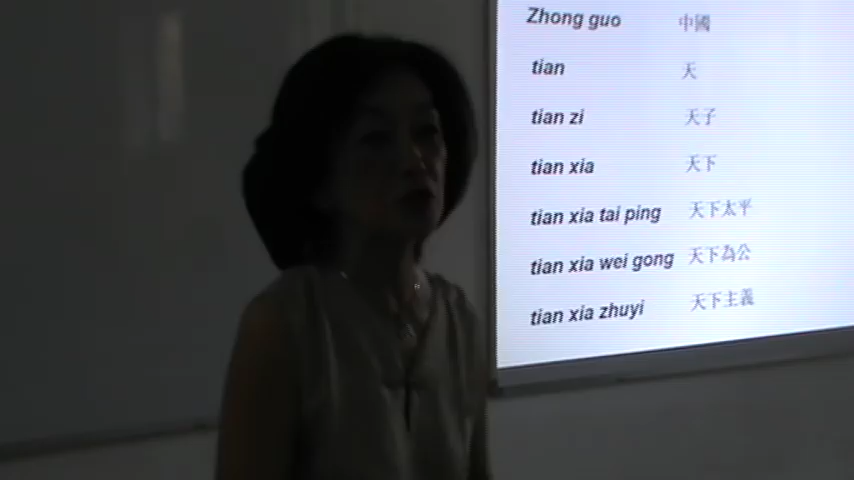 Zhong guo 中國
tian 天
tian zi 天子
tian xia 天下
tian xia tai ping 天下太平
tian xia wei gong 天下為公
tian xia zhuyi 天下主義